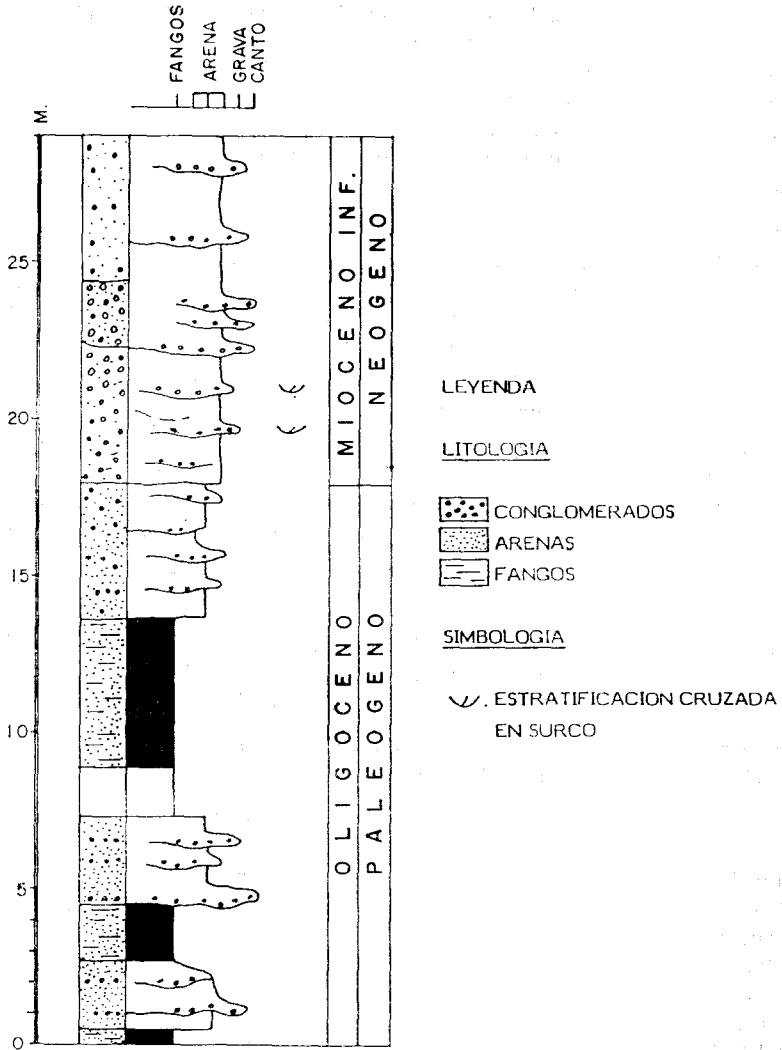 FANGOS
ARENA
GRAVA
CANTO
M.
25
20
15
10
5
0
MIOCENO INF.
NEOGENO
OLIGOCENO
PALEOGENO
LEYENDA
LITOLOGIA
CONGLOMERADOS
ARENAS
FANGOS
SIMBOLOGIA
. ESTRATIFICACION CRUZADA
EN SURCO